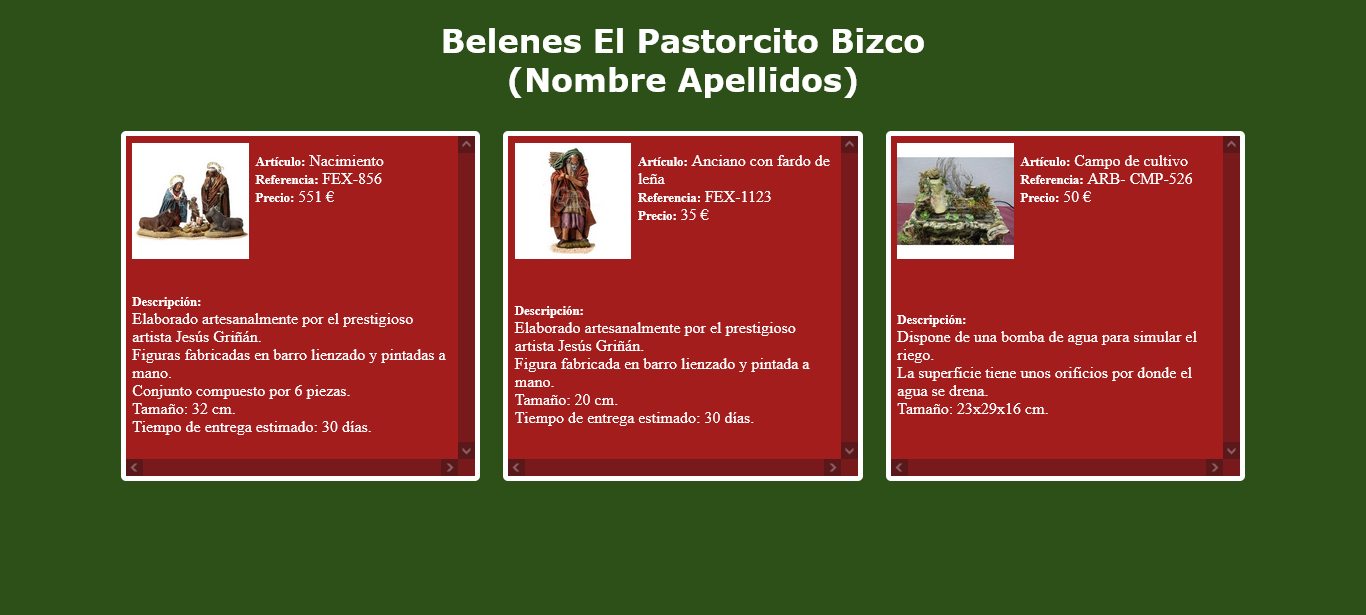 Belenes El Pastorcito Bizco
(Nombre Apellidos)
Artículo: Nacimiento
Referencia: FEX-856
Precio: 551 €
Descripción:
Elaborado artesanalmente por el prestigioso
artista Jesús Griñán.
Figuras fabricadas en barro lienzado y pintadas a
mano.
Conjunto compuesto por 6 piezas.
Tamaño: 32 cm.
Tiempo de entrega estimado: 30 días.
Artículo: Anciano con fardo de
leña
Referencia: FEX-1123
Precio: 35 €
Descripción:
Elaborado artesanalmente por el prestigioso
artista Jesús Griñán.
Figura fabricada en barro lienzado y pintada a
mano.
Tamaño: 20 cm.
Tiempo de entrega estimado: 30 días.
Artículo: Campo de cultivo
Referencia: ARB- CMP-526
Precio: 50 €
Descripción:
Dispone de una bomba de agua para simular el
riego.
La superficie tiene unos orificios por donde el
agua se drena.
Tamaño: 23x29x16 cm.